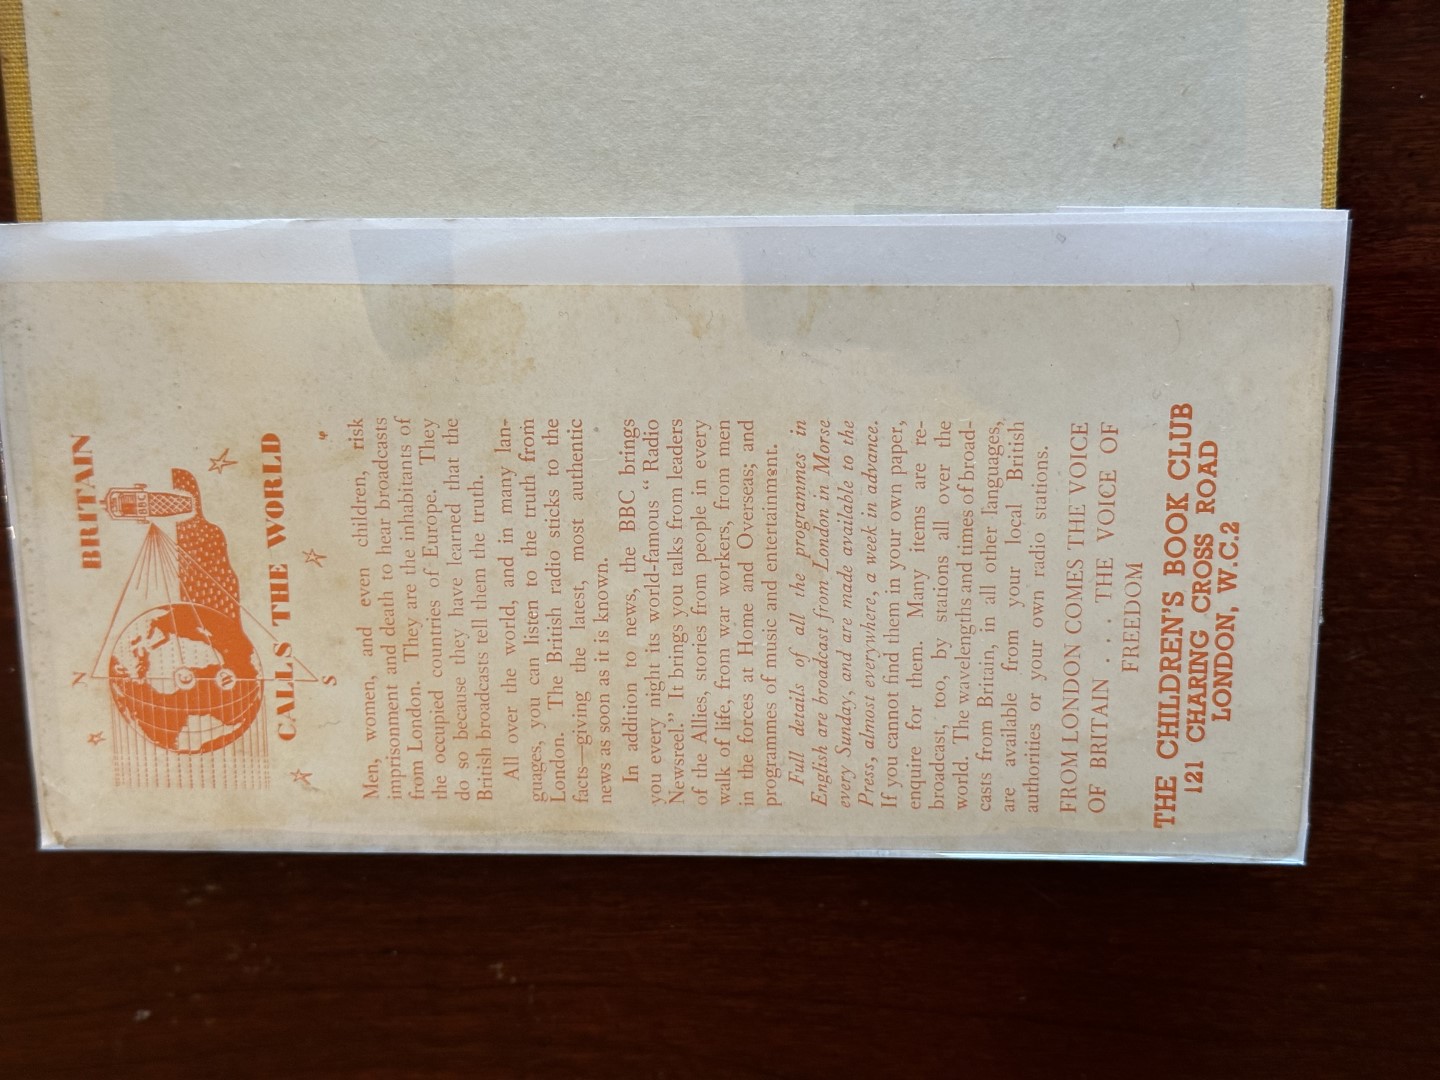 BRITAIN
BBC
N
S
CALLS THE WORLD
Men, women, and even children, risk
imprisonment and death to hear broadcasts
from London. They are the inhabitants of
the occupied countries of Europe. They
do so because they have learned that the
British broadcasts tell them the truth.
All over the world, and in many lan-
guages, you can listen to the truth from
London. The British radio sticks to the
facts—giving the latest, most authentic
news as soon as it is known.
In addition to news, the BBC brings
you every night its world-famous “ Radio
Newsreel.” It brings you talks from leaders
of the Allies, stories from people in every
walk of life, from war workers, from men
in the forces at Home and Overseas; and
programmes of music and entertainment.
Full details of all the programmes in
English are broadcast from London in Morse
every Sunday, and are made available to the
Press, almost everywhere, a week in advance.
If you cannot find them in your own paper,
enquire for them. Many items are re-
broadcast, too, by stations all over the
world. The wavelengths and times of broad-
casts from Britain, in all other languages,
are available from your local British
authorities or your own radio stations.
FROM LONDON COMES THE VOICE
OF BRITAIN . . . THE VOICE OF
FREEDOM
THE CHILDREN'S BOOK CLUB
121 CHARING CROSS ROAD
LONDON, W.C.2